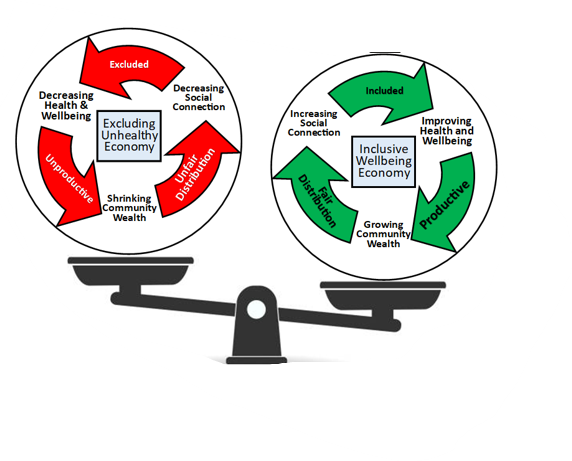 Excluded
Decreasing
Social
Connection
Decreasing
Health &
Wellbeing
Excluding
Unhealthy
Economy
Unproductive
Unfair
Distribution
Shrinking
Community
Wealth
Included
Increasing
Social
Connection
Improving
Health and
Wellbeing
Inclusive
Wellbeing
Economy
Fair
Distribution
Productive
Growing
Community
Wealth